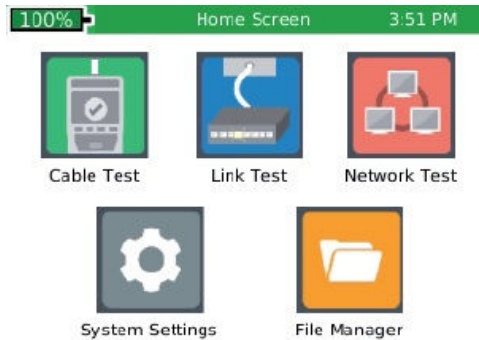 100% Home Screen 3:51 PM
Cable Test Link Test Network Test
System Settings File Manager